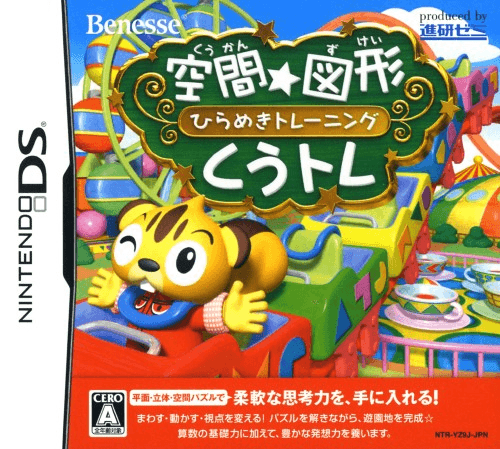 Benesse
produced by
進研ゼミ
くうかん ずけい
空間★図形
ひらめきトレーニング
くうトレ
NINTENDO DS™
CERO
A
全年齢対象
平面・立体・空間パズルで 柔軟な思考力を、手に入れる!
まわす・動かす・視点を変える!パズルを解きながら、遊園地を完成☆
算数の基礎力に加えて、豊かな発想力を養います。
NTR-YZ9J-JPN